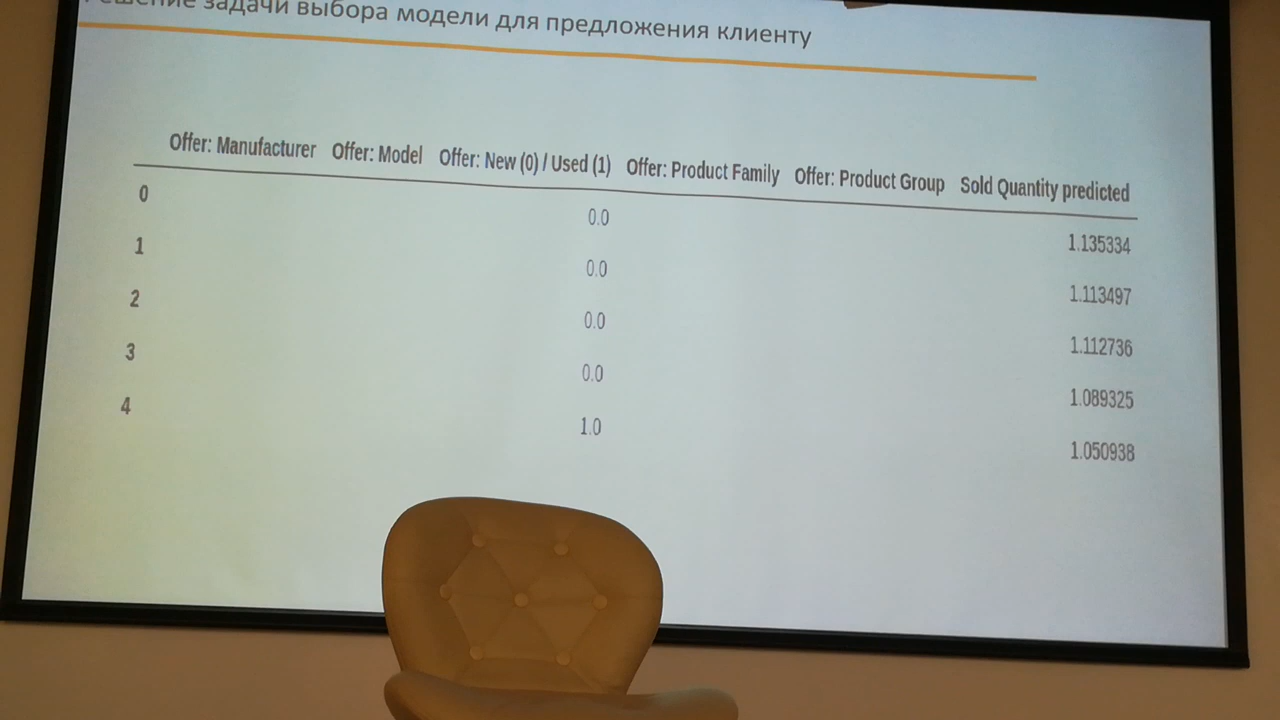 задачи выбора модели для предложения клиенту
Offer: Manufacturer Offer: Model Offer: New (0) / Used (1) Offer: Product Family Offer: Product Group Sold Quantity predicted
0 0.0 1.135334
1 0.0 1.113497
2 0.0 1.112736
3 0.0 1.089325
4 1.0 1.050938